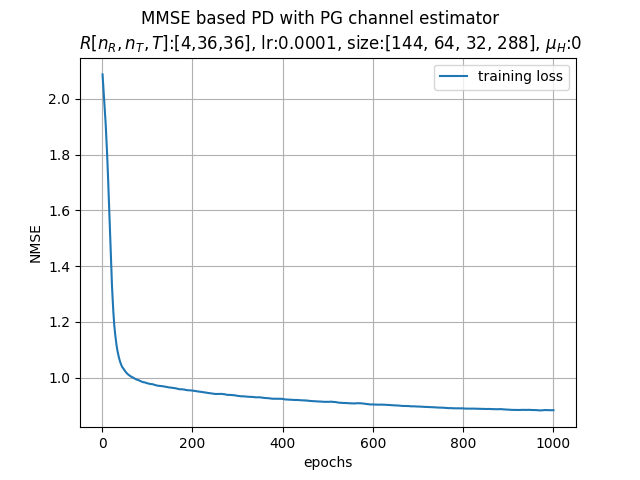 MMSE based PD with PG channel estimator
R[n_R, n_T, T]:[4,36,36], lr:0.0001, size:[144, 64, 32, 288], μ_H:0
training loss
2.0
1.8
1.6
1.4
1.2
1.0
NMSE
0 200 400 600 800 1000
epochs